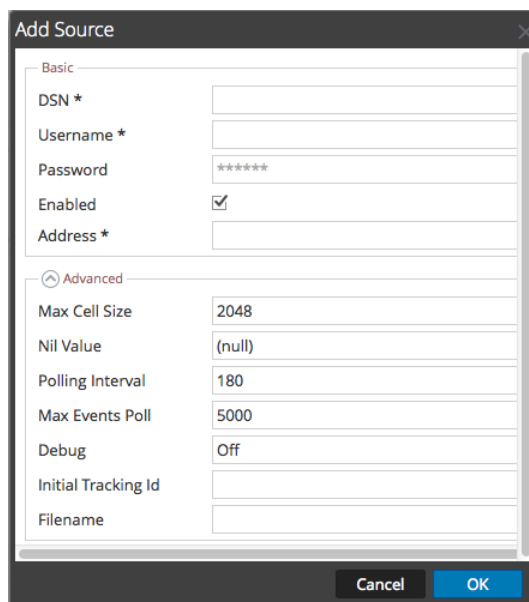 Add Source
Basic
DSN *
Username *
Password ******
Enabled
Address *
Advanced
Max Cell Size 2048
Nil Value (null)
Polling Interval 180
Max Events Poll 5000
Debug Off
Initial Tracking Id
Filename
Cancel OK